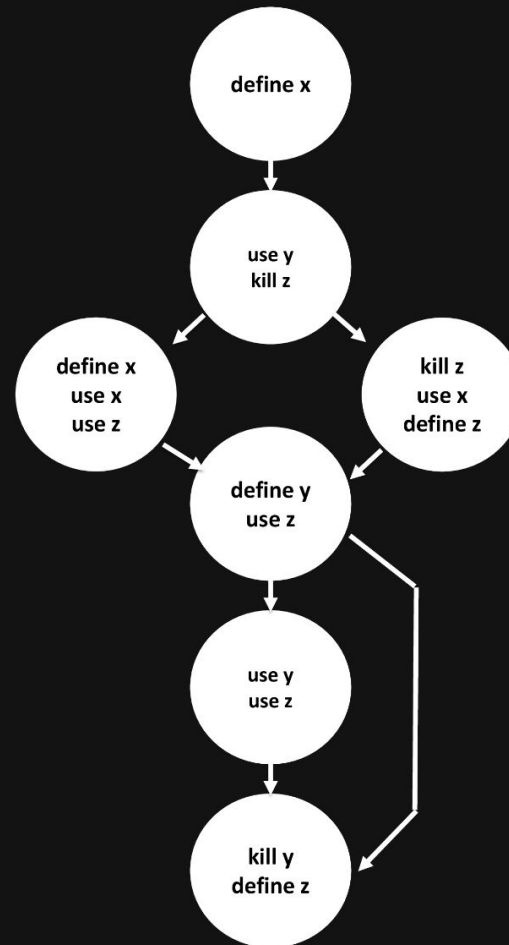 define x
use y
kill z
define x
use x
use z
kill z
use x
define z
define y
use z
use y
use z
kill y
define z